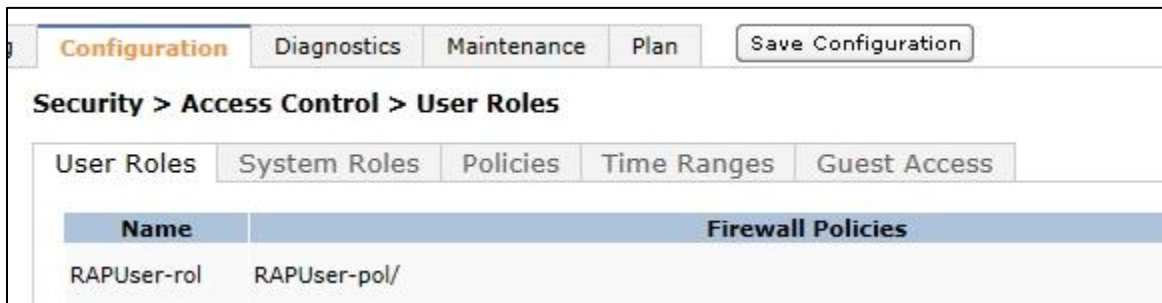 Configuration Diagnostics Maintenance Plan Save Configuration
Security > Access Control > User Roles
User Roles System Roles Policies Time Ranges Guest Access
Name Firewall Policies
RAPUser-rol RAPUser-pol/